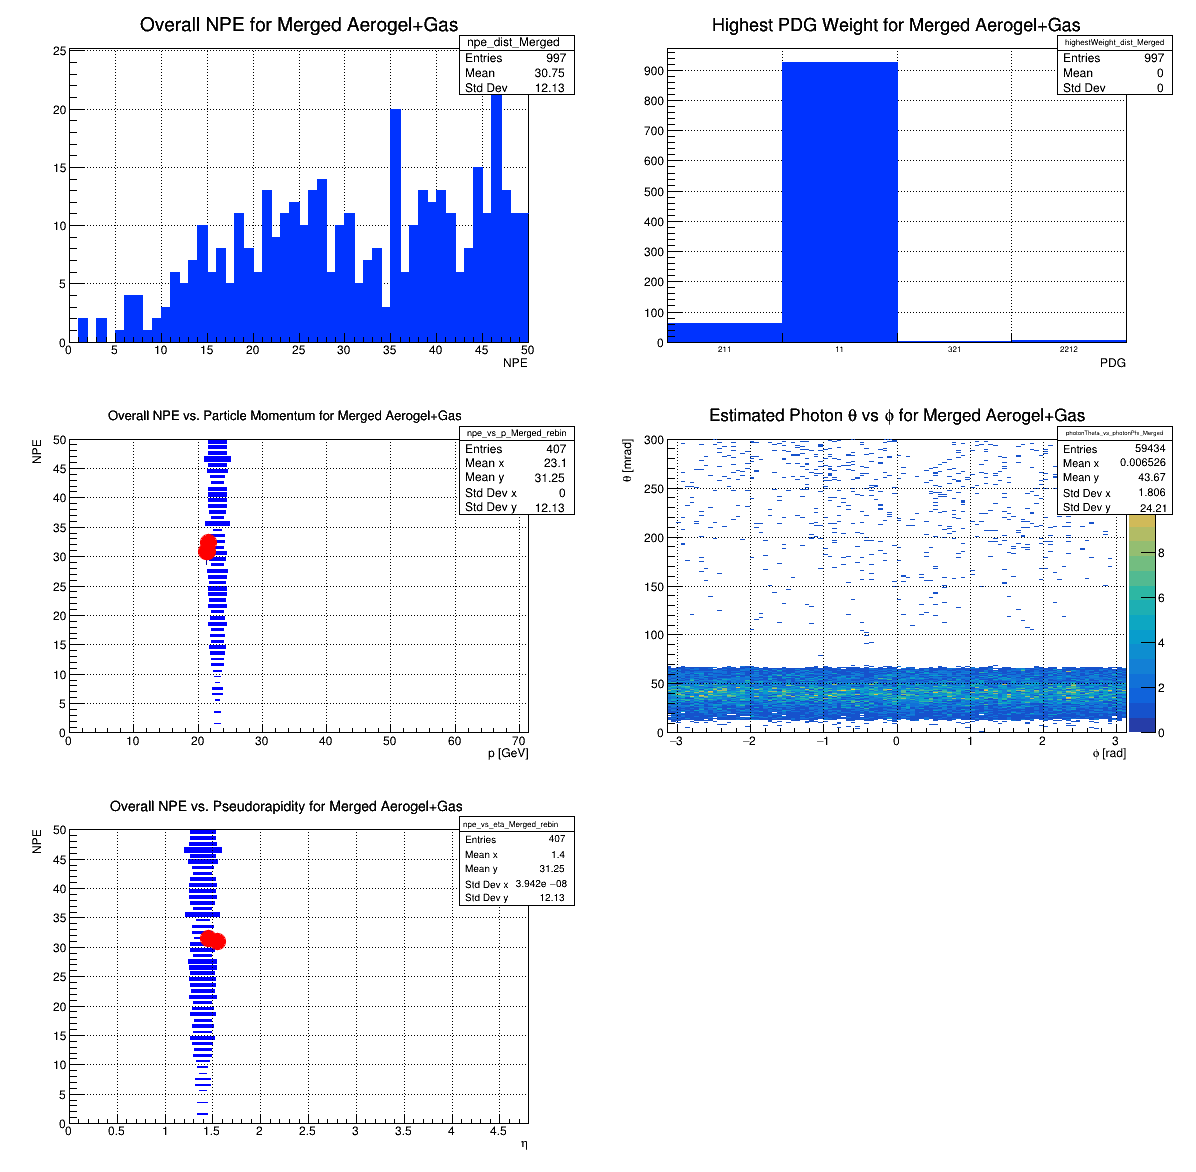 Overall NPE for Merged Aerogel+Gas
npe_dist_Merged
Entries 997
Mean 30.75
Std Dev 12.13
25
20
15
10
5
0
0 5 10 15 20 25 30 35 40 45 50
NPE
Highest PDG Weight for Merged Aerogel+Gas
highestWeight_dist_Merged
Entries 997
Mean 0
Std Dev 0
900
800
700
600
500
400
300
200
100
0
211 11 321 2212
PDG
Overall NPE vs. Particle Momentum for Merged Aerogel+Gas
NPE
npe_vs_p_Merged_rebin
Entries 407
Mean x 23.1
Mean y 31.25
Std Dev x 0
Std Dev y 12.13
50
45
40
35
30
25
20
15
10
5
0
0 10 20 30 40 50 60 70
p [GeV]
Estimated Photon θ vs ϕ for Merged Aerogel+Gas
θ [mrad]
photonTheta_vs_photonPhi_Merged
Entries 59434
Mean x 0.006526
Mean y 43.67
Std Dev x 1.806
Std Dev y 24.21
300
250
200
150
100
50
0
8
6
4
2
0
−3 −2 −1 0 1 2 3
ϕ [rad]
Overall NPE vs. Pseudorapidity for Merged Aerogel+Gas
NPE
npe_vs_eta_Merged_rebin
Entries 407
Mean x 1.4
Mean y 31.25
Std Dev x 3.942e −08
Std Dev y 12.13
50
45
40
35
30
25
20
15
10
5
0
0 0.5 1 1.5 2 2.5 3 3.5 4 4.5
η